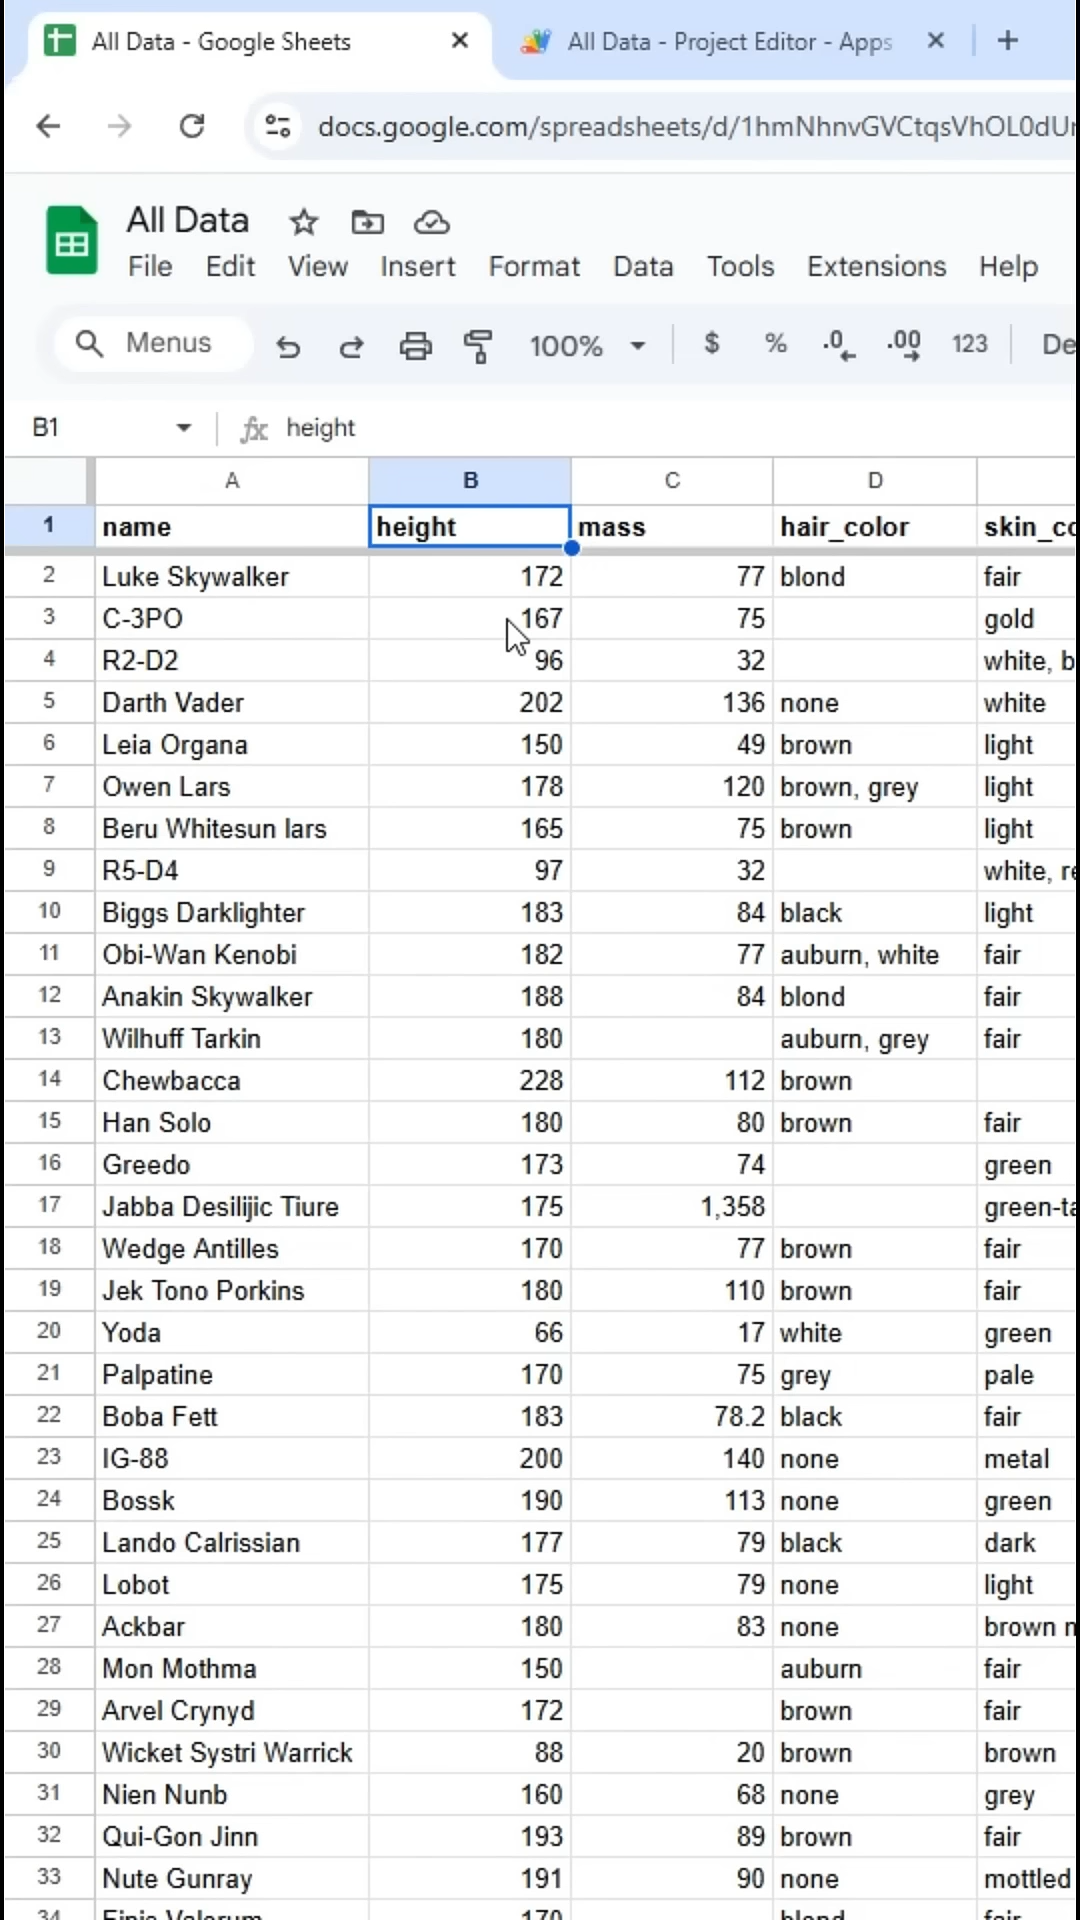 All Data - Google Sheets
All Data - Project Editor - Apps
docs.google.com/spreadsheets/d/1hmNhnvGVCtqsVhOL0dU
All Data
File Edit View Insert Format Data Tools Extensions Help
Menus 100% $ % .0 .00 123 De
B1 fx height
A B C D
1 name height mass hair_color skin_co
2 Luke Skywalker 172 77 blond fair
3 C-3PO 167 75 gold
4 R2-D2 96 32 white, b
5 Darth Vader 202 136 none white
6 Leia Organa 150 49 brown light
7 Owen Lars 178 120 brown, grey light
8 Beru Whitesun lars 165 75 brown light
9 R5-D4 97 32 white, re
10 Biggs Darklighter 183 84 black light
11 Obi-Wan Kenobi 182 77 auburn, white fair
12 Anakin Skywalker 188 84 blond fair
13 Wilhuff Tarkin 180 auburn, grey fair
14 Chewbacca 228 112 brown
15 Han Solo 180 80 brown fair
16 Greedo 173 74 green
17 Jabba Desilijic Tiure 175 1,358 green-ta
18 Wedge Antilles 170 77 brown fair
19 Jek Tono Porkins 180 110 brown fair
20 Yoda 66 17 white green
21 Palpatine 170 75 grey pale
22 Boba Fett 183 78.2 black fair
23 IG-88 200 140 none metal
24 Bossk 190 113 none green
25 Lando Calrissian 177 79 black dark
26 Lobot 175 79 none light
27 Ackbar 180 83 none brown m
28 Mon Mothma 150 auburn fair
29 Arvel Crynyd 172 brown fair
30 Wicket Systri Warrick 88 20 brown brown
31 Nien Nunb 160 68 none grey
32 Qui-Gon Jinn 193 89 brown fair
33 Nute Gunray 191 90 none mottled
34 Finis Valorum 170 blond fair